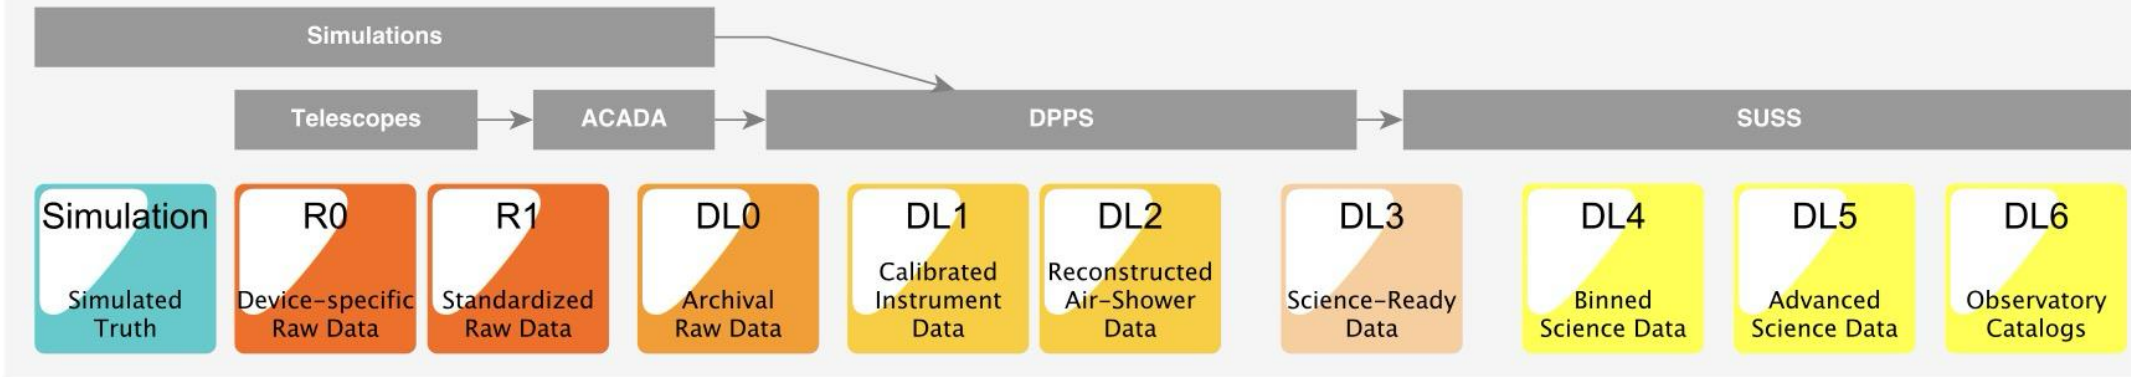 Simulations
Telescopes
ACADA
DPPS
SUSS
Simulation
Simulated
Truth
R0
Device-specific
Raw Data
R1
Standardized
Raw Data
DL0
Archival
Raw Data
DL1
Calibrated
Instrument
Data
DL2
Reconstructed
Air-Shower
Data
DL3
Science-Ready
Data
DL4
Binned
Science Data
DL5
Advanced
Science Data
DL6
Observatory
Catalogs